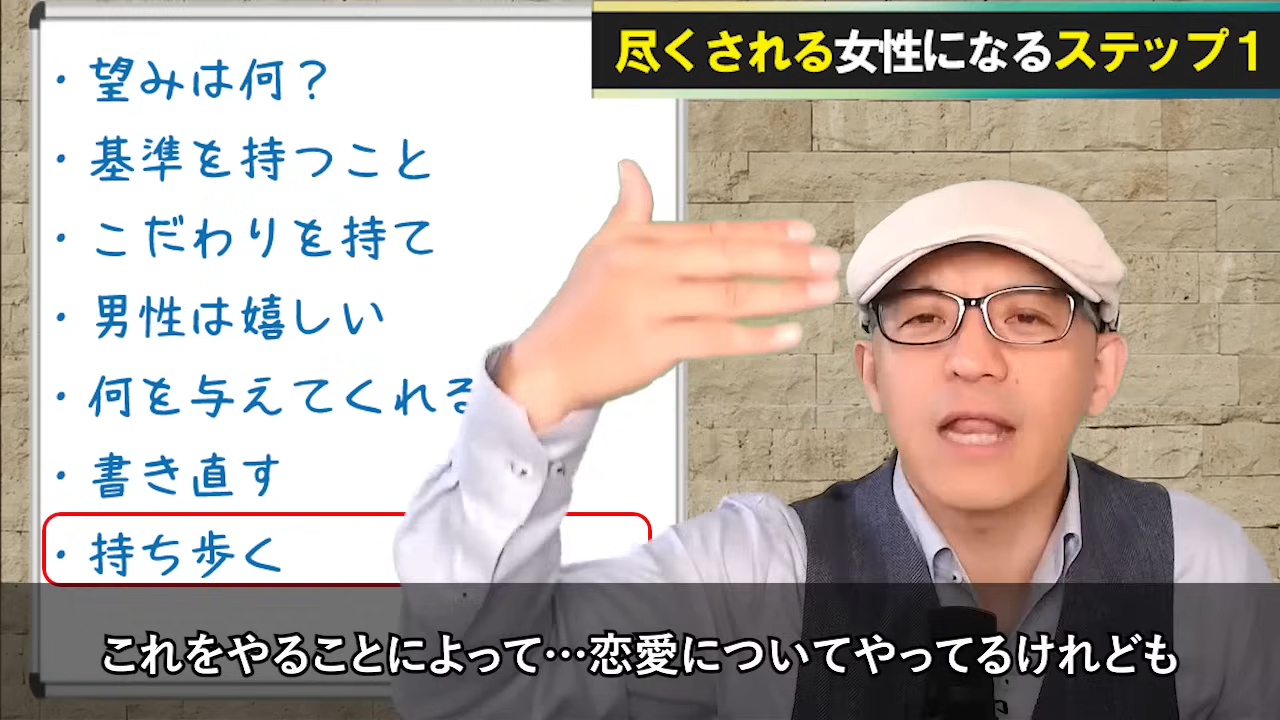 尽くされる女性になるステップ1
・望みは何？
・基準を持つこと
・こだわりを持て
・男性は嬉しい
・何を与えてくれる
・書き直す
・持ち歩く
これをやることによって…恋愛についてやってるけれども